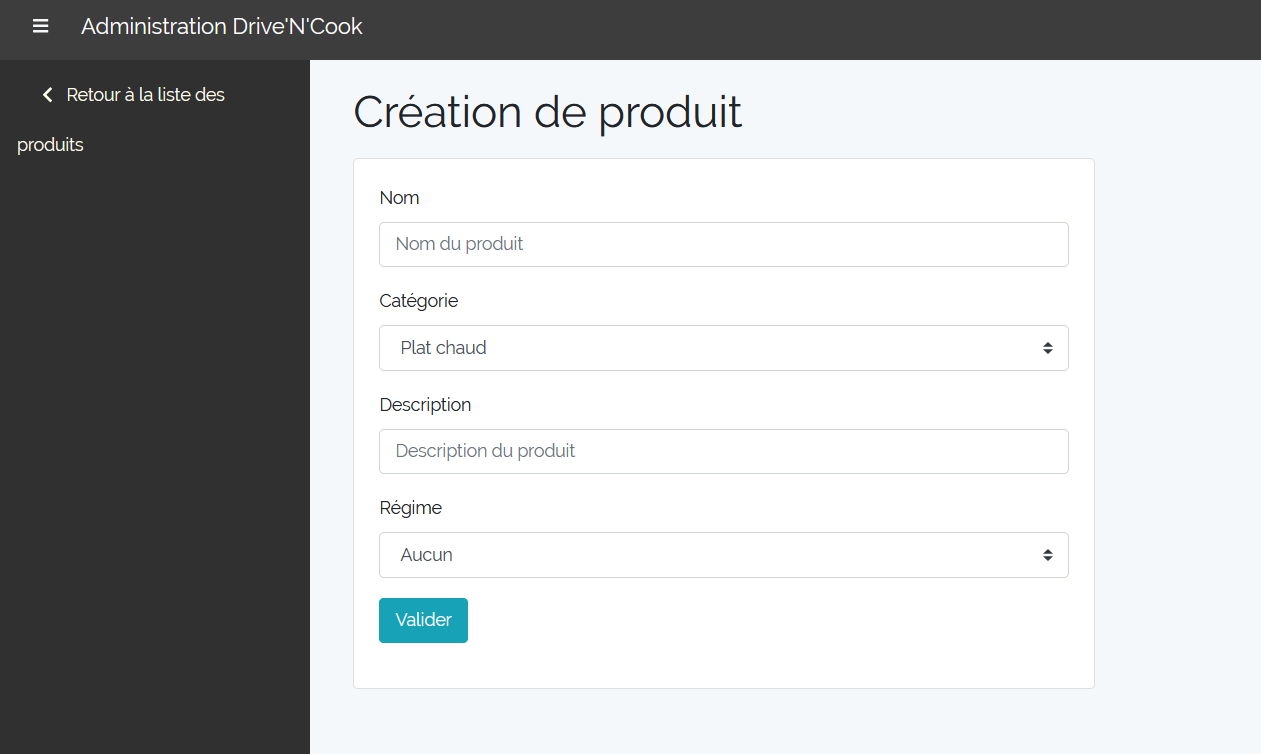 Administration Drive'N'Cook
Retour à la liste des
produits
Création de produit
Nom
Nom du produit
Catégorie
Plat chaud
Description
Description du produit
Régime
Aucun
Valider